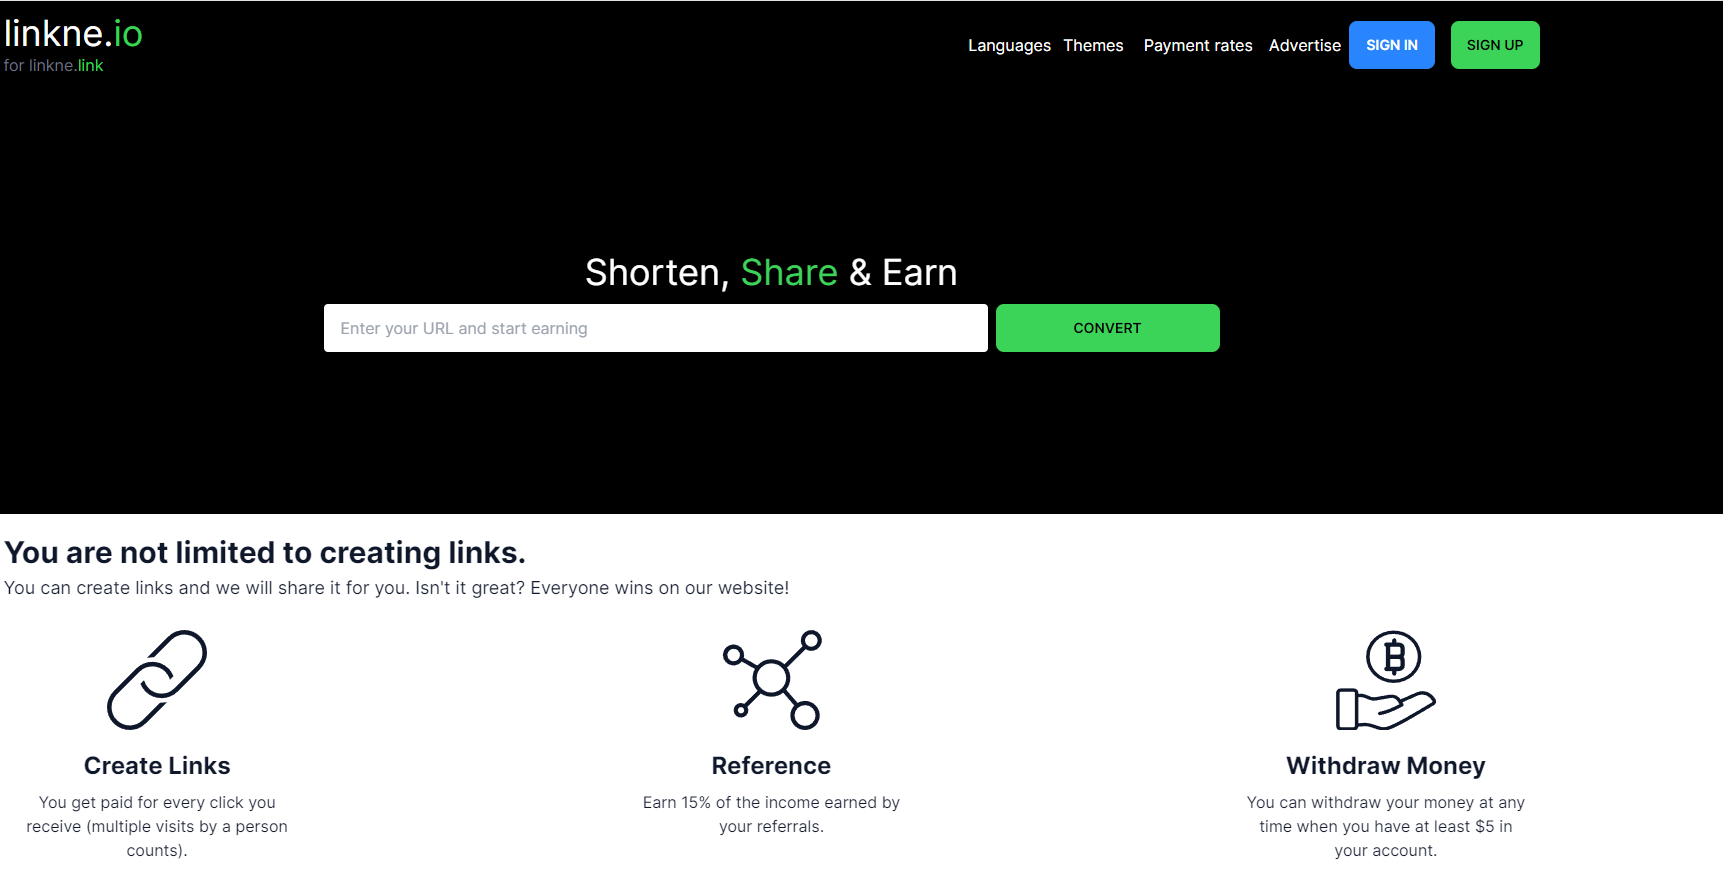 linkne.io
for linkne.link
Languages Themes Payment rates Advertise SIGN IN SIGN UP
Shorten, Share & Earn
Enter your URL and start earning CONVERT
You are not limited to creating links.
You can create links and we will share it for you. Isn't it great? Everyone wins on our website!
Create Links
You get paid for every click you
receive (multiple visits by a person
counts).
Reference
Earn 15% of the income earned by
your referrals.
Withdraw Money
You can withdraw your money at any
time when you have at least $5 in
your account.